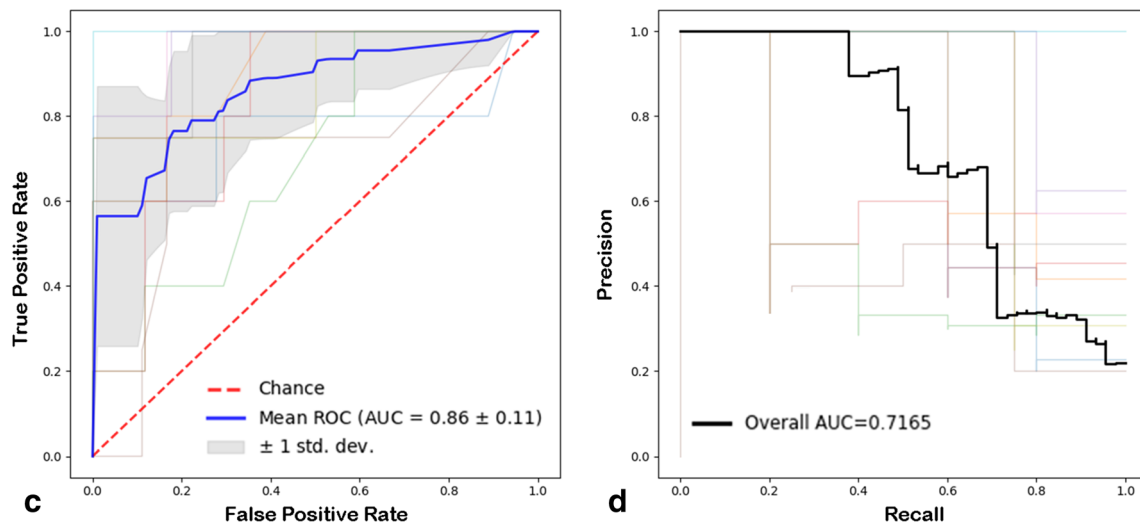 1.0
0.8
0.6
0.4
0.2
0.0
True Positive Rate
Chance
Mean ROC (AUC = 0.86 ± 0.11)
± 1 std. dev.
0.0 0.2 0.4 0.6 0.8 1.0
False Positive Rate
c
1.0
0.8
0.6
0.4
0.2
0.0
Precision
Overall AUC=0.7165
0.0 0.2 0.4 0.6 0.8 1.0
Recall
d